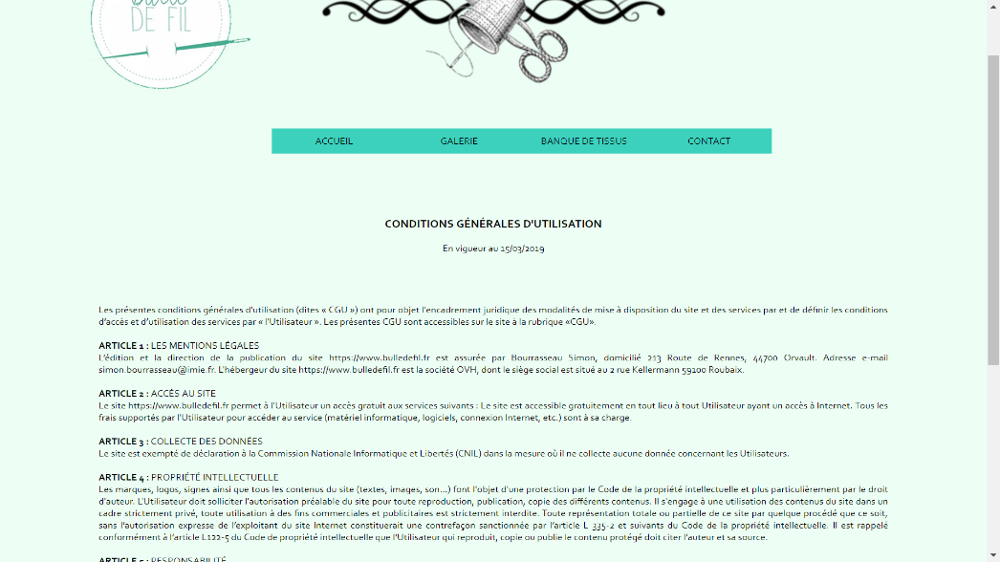 DE FIL
ACCUEIL
GALERIE
BANQUE DE TISSUS
CONTACT
CONDITIONS GÉNÉRALES D'UTILISATION
En vigueur au 15/03/2019
Les présentes conditions générales d'utilisation (dites « CGU ») ont pour objet l'encadrement juridique des modalités de mise à disposition du site et des services par et de définir les conditions
d'accès et d'utilisation des services par « l'Utilisateur ». Les présentes CGU sont accessibles sur le site à la rubrique «CGU».
ARTICLE 1 : LES MENTIONS LÉGALES
L'édition et la direction de la publication du site https://www.bulledefil.fr est assurée par Bourrasseau Simon, domicilié 213 Route de Rennes, 44700 Orvault. Adresse e-mail
simon.bourrasseau@imie.fr. L'hébergeur du site https://www.bulledefil.fr est la société OVH, dont le siège social est situé au 2 rue Kellermann 59100 Roubaix.
ARTICLE 2 : ACCÈS AU SITE
Le site https://www.bulledefil.fr permet à l'Utilisateur un accès gratuit aux services suivants : Le site est accessible gratuitement en tout lieu à tout Utilisateur ayant un accès à Internet. Tous les
frais supportés par l'Utilisateur pour accéder au service (matériel informatique, logiciels, connexion Internet, etc.) sont à sa charge.
ARTICLE 3 : COLLECTE DES DONNÉES
Le site est exempté de déclaration à la Commission Nationale Informatique et Libertés (CNIL) dans la mesure où il ne collecte aucune donnée concernant les Utilisateurs.
ARTICLE 4 : PROPRIÉTÉ INTELLECTUELLE
Les marques, logos, signes ainsi que tous les contenus du site (textes, images, son...) font l'objet d'une protection par le Code de la propriété intellectuelle et plus particulièrement par le droit
d'auteur. L'Utilisateur doit solliciter l'autorisation préalable du site pour toute reproduction, publication, copie des différents contenus. Il s'engage à une utilisation des contenus du site dans un
cadre strictement privé, toute utilisation à des fins commerciales et publicitaires est strictement interdite. Toute représentation totale ou partielle de ce site par quelque procédé que ce soit,
sans l'autorisation expresse de l'exploitant du site Internet constituerait une contrefaçon sanctionnée par l'article L 335-2 et suivants du Code de la propriété intellectuelle. Il est rappelé
conformément à l'article L122-5 du Code de propriété intellectuelle que l'Utilisateur qui reproduit, copie ou publie le contenu protégé doit citer l'auteur et sa source.
ARTICLE 5 : RESPONSABILITÉ